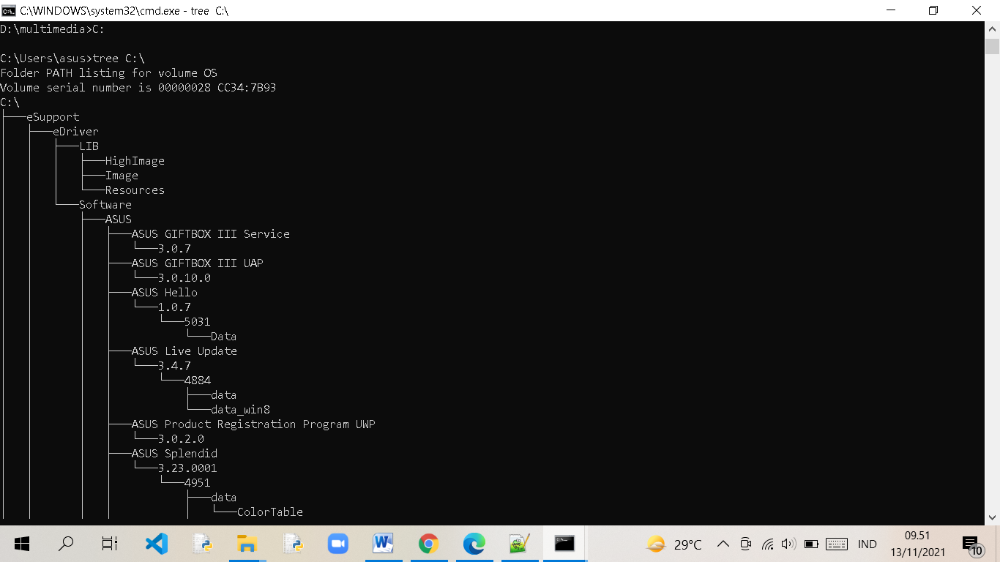 C:\WINDOWS\system32\cmd.exe - tree  C:\
D:\multimedia>C:
C:\Users\asus>tree C:\
Folder PATH listing for volume OS
Volume serial number is 00000028 CC34:7B93
C:\
├───eSupport
│   ├───eDriver
│   │   ├───LIB
│   │   │   ├───HighImage
│   │   │   ├───Image
│   │   │   └───Resources
│   │   └───Software
│   │       ├───ASUS
│   │       │   ├───ASUS GIFTBOX III Service
│   │       │   │   └───3.0.7
│   │       │   ├───ASUS GIFTBOX III UAP
│   │       │   │   └───3.0.10.0
│   │       │   ├───ASUS Hello
│   │       │   │   └───1.0.7
│   │       │   │       └───5031
│   │       │   │           └───Data
│   │       │   ├───ASUS Live Update
│   │       │   │   └───3.4.7
│   │       │   │       └───4884
│   │       │   │           ├───data
│   │       │   │           └───data_win8
│   │       │   ├───ASUS Product Registration Program UWP
│   │       │   │   └───3.0.2.0
│   │       │   ├───ASUS Splendid
│   │       │   │   └───3.23.0001
│   │       │   │       └───4951
│   │       │   │           ├───data
│   │       │   │           │   └───ColorTable
29°C
IND
09.51
13/11/2021
10